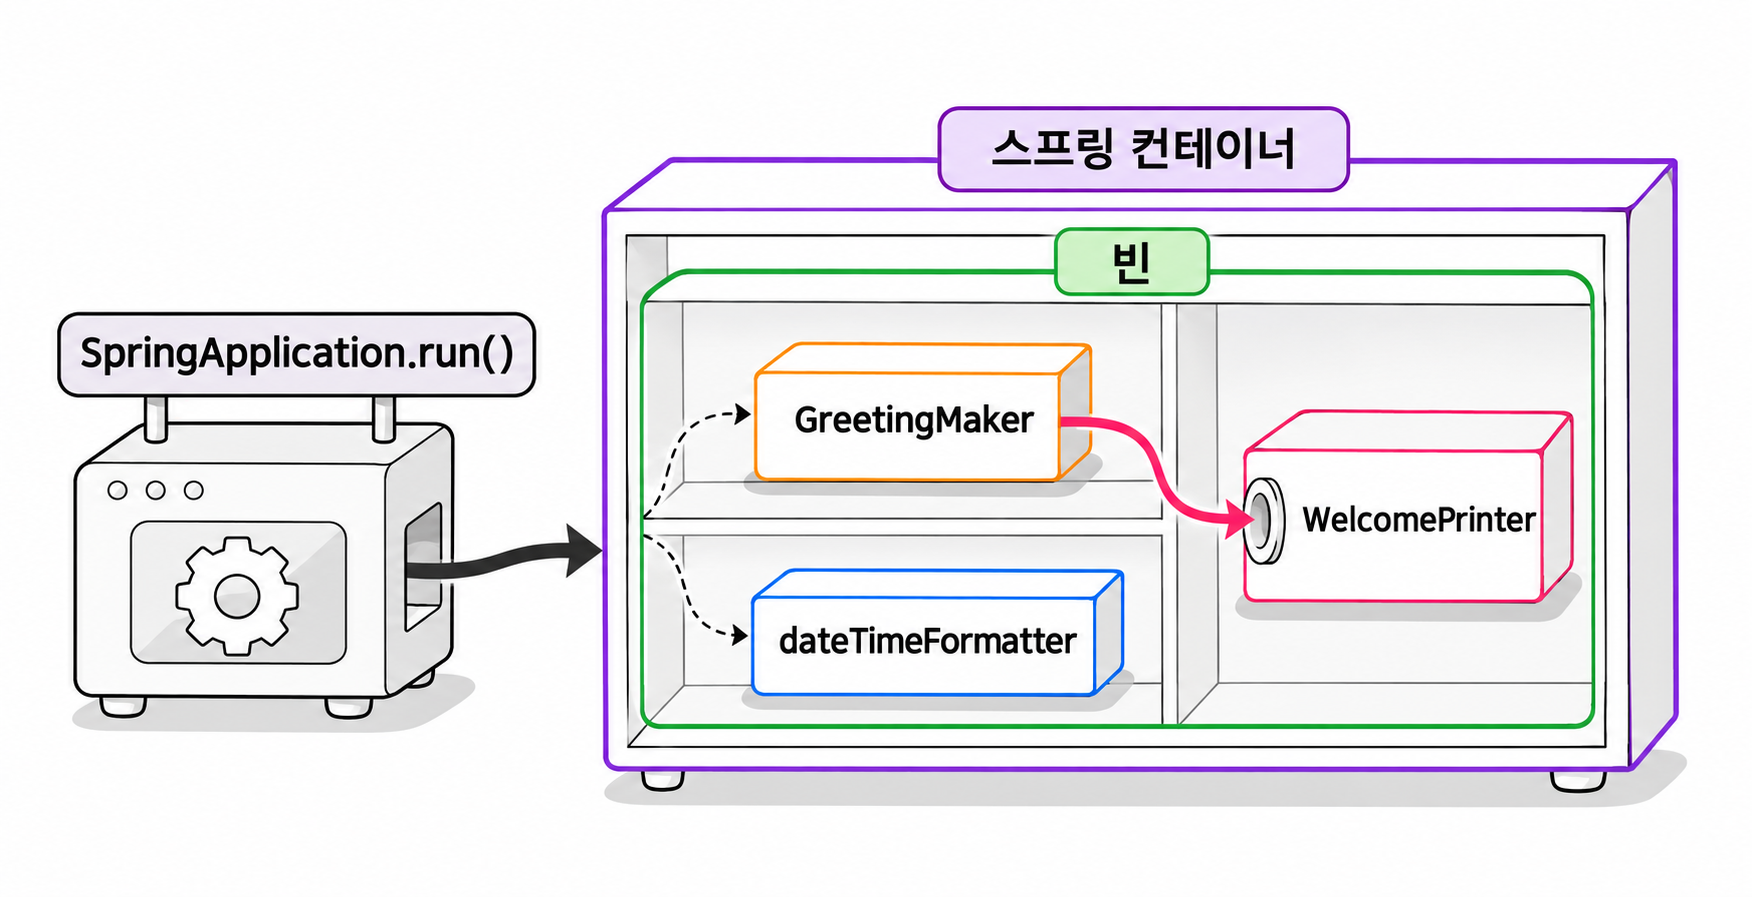 스프링 컨테이너
빈
SpringApplication.run()
GreetingMaker
WelcomePrinter
dateTimeFormatter